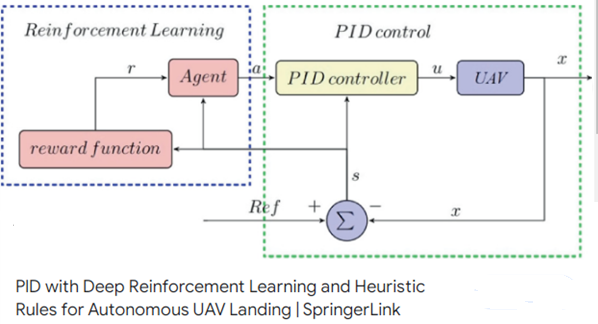 Reinforcement Learning
PID control
r
Agent
a
PID controller
u
UAV
x
reward function
s
Ref
+
Σ
−
x
PID with Deep Reinforcement Learning and Heuristic
Rules for Autonomous UAV Landing | SpringerLink